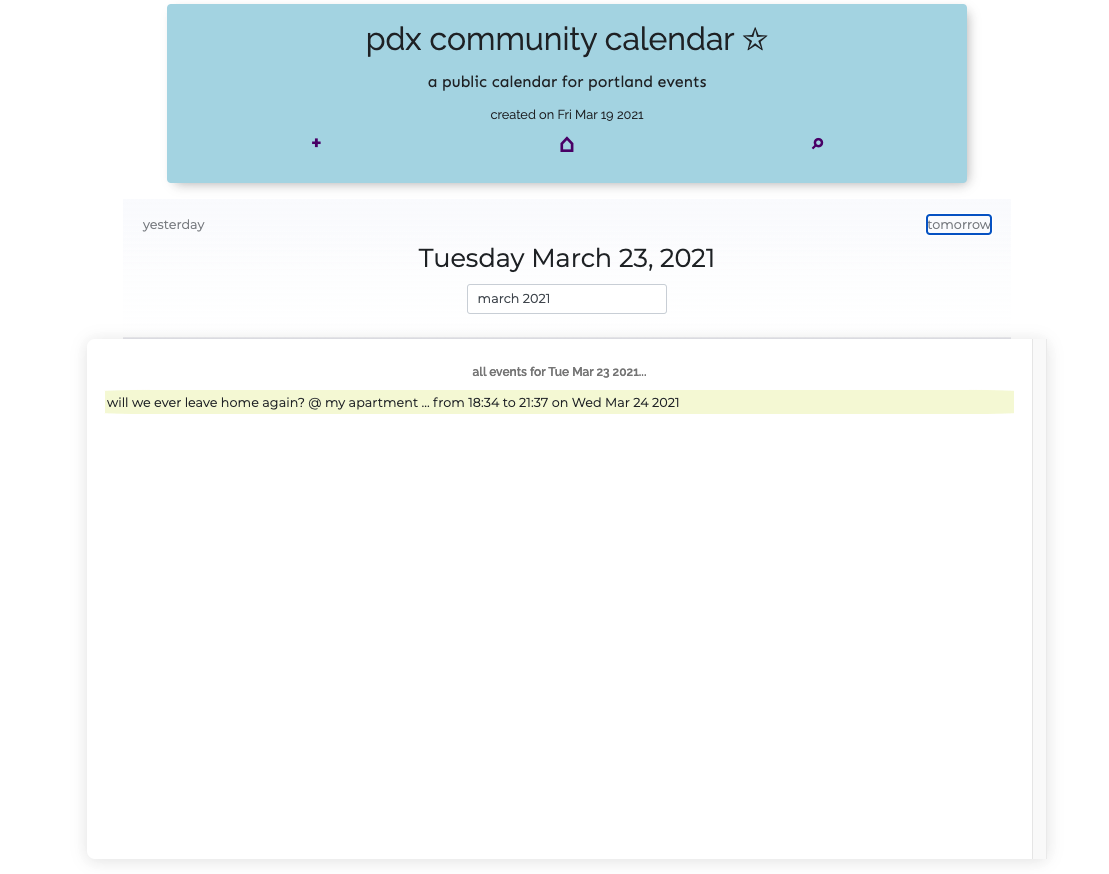 pdx community calendar ☆
a public calendar for portland events
created on Fri Mar 19 2021
yesterday
tomorrow
Tuesday March 23, 2021
march 2021
all events for Tue Mar 23 2021...
will we ever leave home again? @ my apartment ... from 18:34 to 21:37 on Wed Mar 24 2021